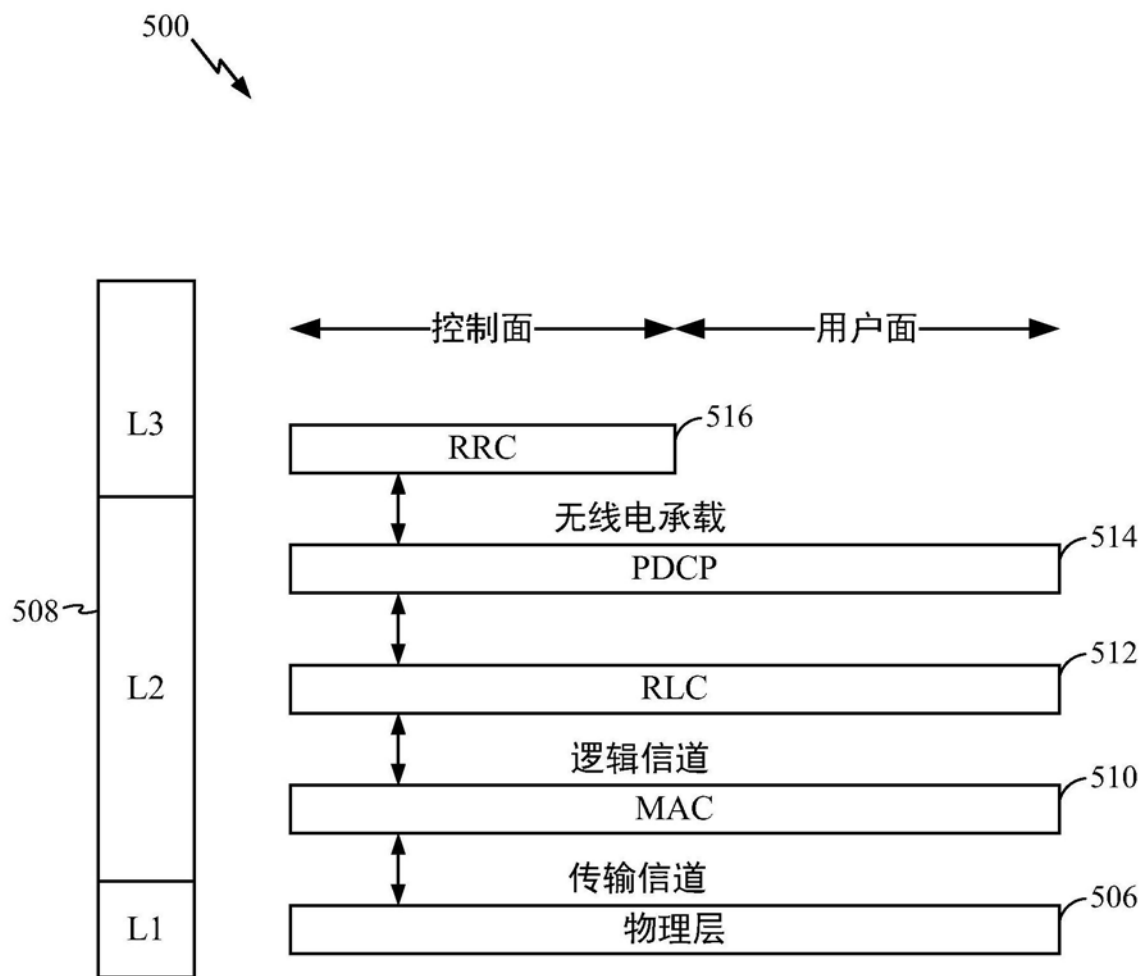 500
控制面
用户面
L3
RRC
516
无线电承载
514
PDCP
508
512
L2
RLC
逻辑信道
510
MAC
传输信道
506
L1
物理层